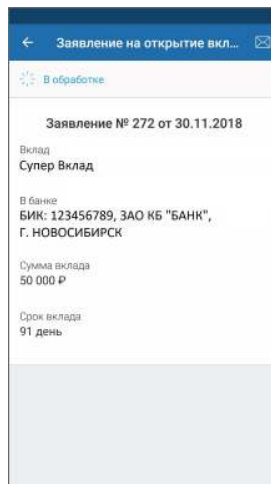 Заявление на открытие вкл...
В обработке
Заявление № 272 от 30.11.2018
Вклад
Супер Вклад
В банке
БИК: 123456789, ЗАО КБ "БАНК",
Г. НОВОСИБИРСК
Сумма вклада
50 000 ₽
Срок вклада
91 день